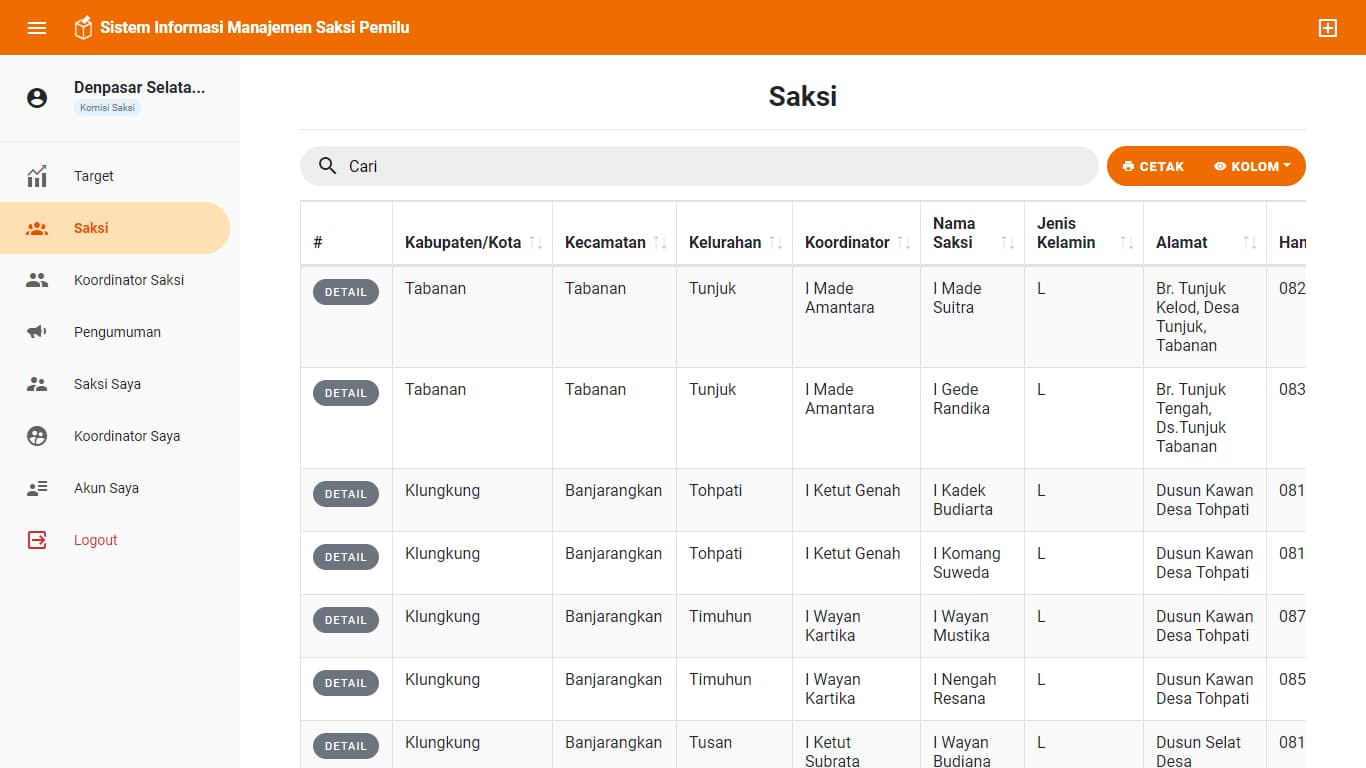 Sistem Informasi Manajemen Saksi Pemilu
Denpasar Selata...
Komisi Saksi
Target
Saksi
Koordinator Saksi
Pengumuman
Saksi Saya
Koordinator Saya
Akun Saya
Logout
Saksi
Cari
CETAK
KOLOM
# Kabupaten/Kota Kecamatan Kelurahan Koordinator Nama Saksi Jenis Kelamin Alamat Han
DETAIL Tabanan Tabanan Tunjuk I Made Amantara I Made Suitra L Br. Tunjuk Kelod, Desa Tunjuk, Tabanan 082
DETAIL Tabanan Tabanan Tunjuk I Made Amantara I Gede Randika L Br. Tunjuk Tengah, Ds.Tunjuk Tabanan 083
DETAIL Klungkung Banjarangkan Tohpati I Ketut Genah I Kadek Budiarta L Dusun Kawan Desa Tohpati 081
DETAIL Klungkung Banjarangkan Tohpati I Ketut Genah I Komang Suweda L Dusun Kawan Desa Tohpati 081
DETAIL Klungkung Banjarangkan Timuhun I Wayan Kartika I Wayan Mustika L Dusun Kawan Desa Tohpati 087
DETAIL Klungkung Banjarangkan Timuhun I Wayan Kartika I Nengah Resana L Dusun Kawan Desa Tohpati 085
DETAIL Klungkung Banjarangkan Tusan I Ketut Subrata I Wayan Budiana L Dusun Selat Desa 081